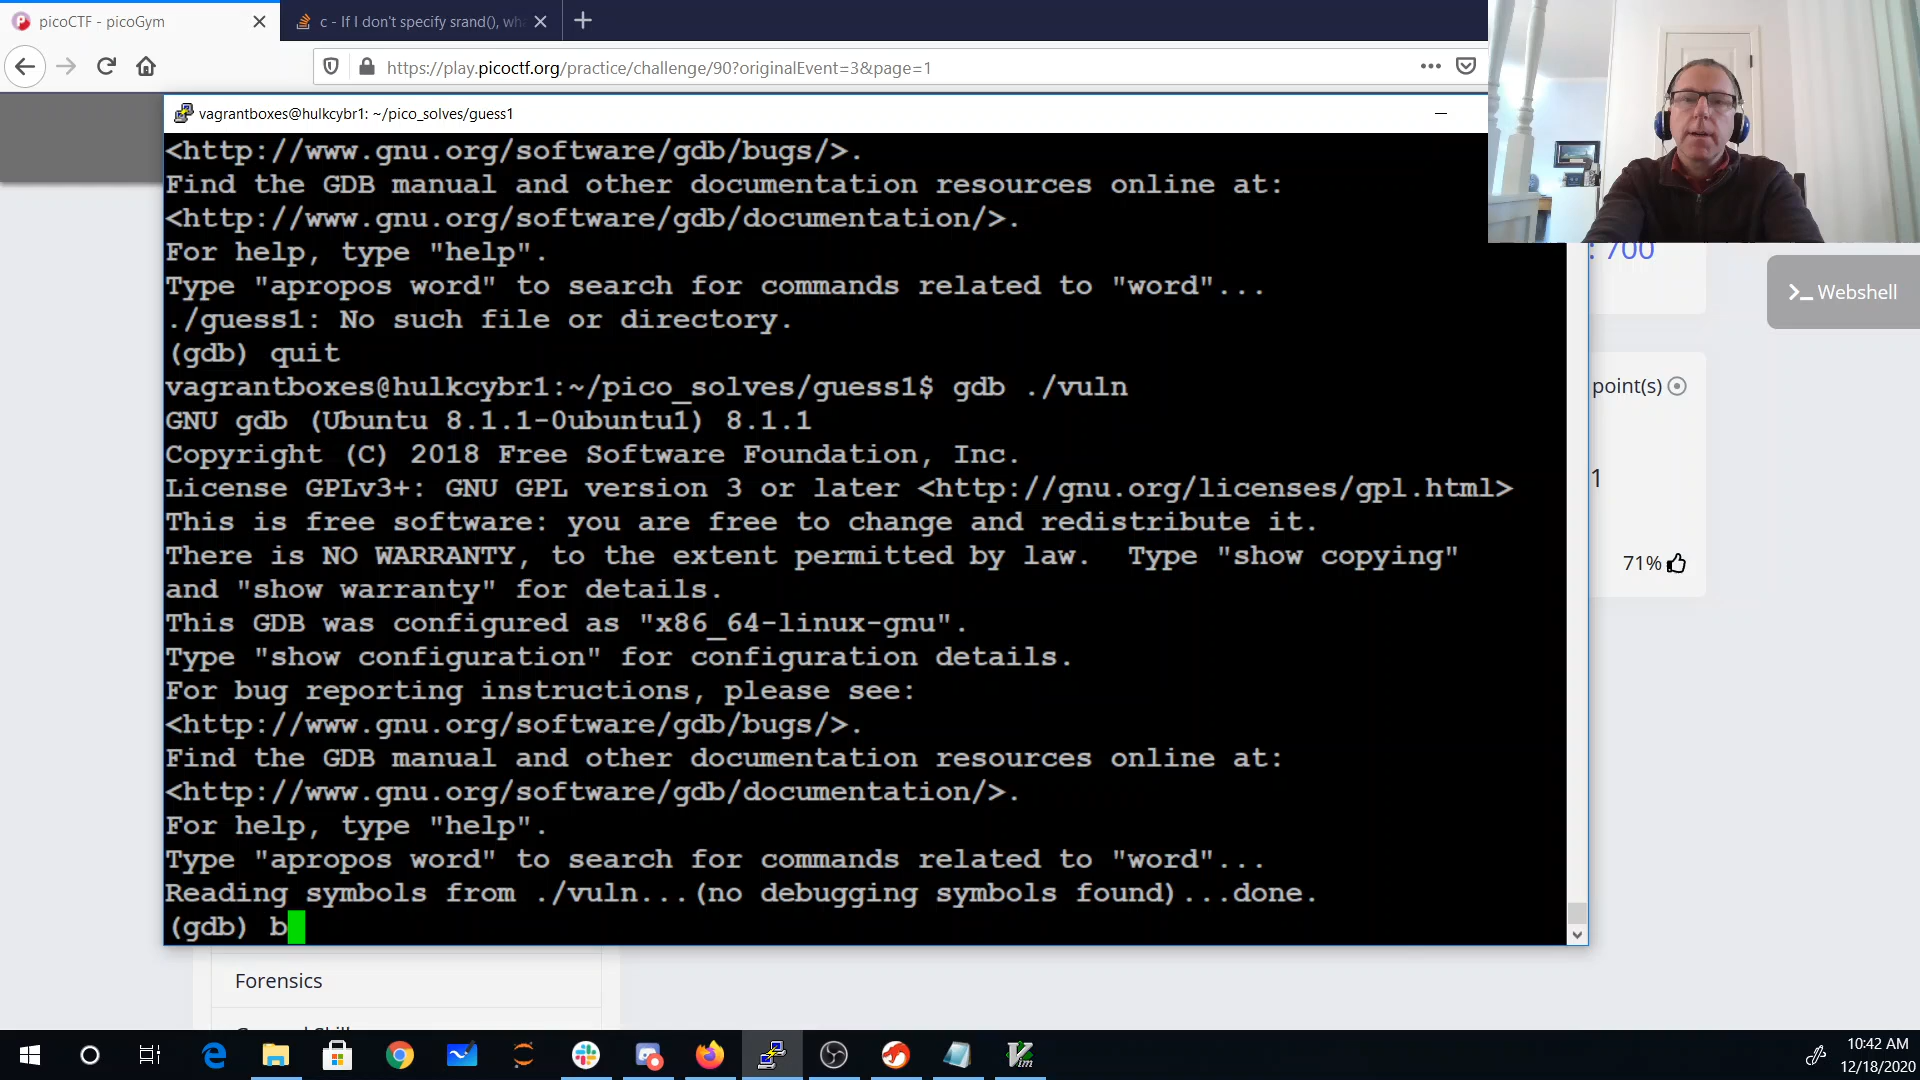 picoCTF - picoGym
c - If I don't specify srand(), wh
https://play.picoctf.org/practice/challenge/90?originalEvent=3&page=1
vagrantboxes@hulkcybr1: ~/pico_solves/guess1
<http://www.gnu.org/software/gdb/bugs/>.
Find the GDB manual and other documentation resources online at:
<http://www.gnu.org/software/gdb/documentation/>.
For help, type "help".
Type "apropos word" to search for commands related to "word"...
./guess1: No such file or directory.
(gdb) quit
vagrantboxes@hulkcybr1:~/pico_solves/guess1$ gdb ./vuln
GNU gdb (Ubuntu 8.1.1-0ubuntu1) 8.1.1
Copyright (C) 2018 Free Software Foundation, Inc.
License GPLv3+: GNU GPL version 3 or later <http://gnu.org/licenses/gpl.html>
This is free software: you are free to change and redistribute it.
There is NO WARRANTY, to the extent permitted by law.  Type "show copying"
and "show warranty" for details.
This GDB was configured as "x86_64-linux-gnu".
Type "show configuration" for configuration details.
For bug reporting instructions, please see:
<http://www.gnu.org/software/gdb/bugs/>.
Find the GDB manual and other documentation resources online at:
<http://www.gnu.org/software/gdb/documentation/>.
For help, type "help".
Type "apropos word" to search for commands related to "word"...
Reading symbols from ./vuln...(no debugging symbols found)...done.
(gdb) b
: 700
>_ Webshell
point(s)
1
71%
Forensics
10:42 AM
12/18/2020